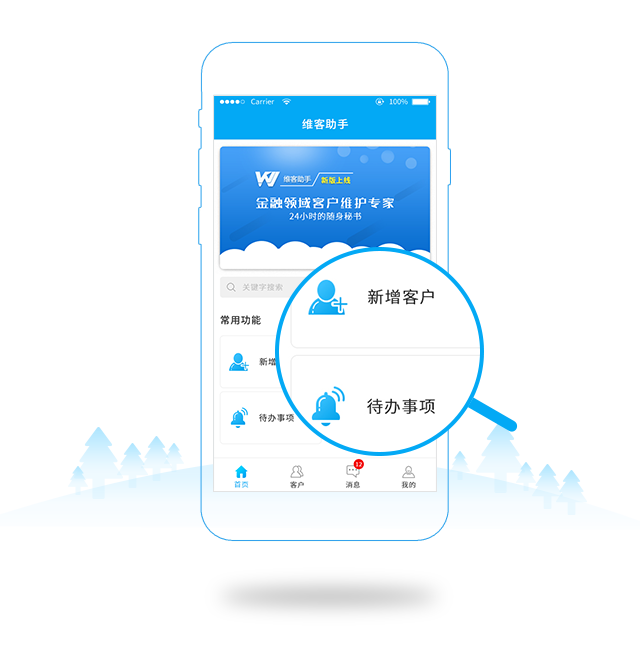 Carrier 100%
维客助手
维客助手 新版上线
金融领域客户维护专家
24小时的随身秘书
关键字搜索
常用功能
新增
新增客户
待办事项
待办事项
12
首页 客户 消息 我的